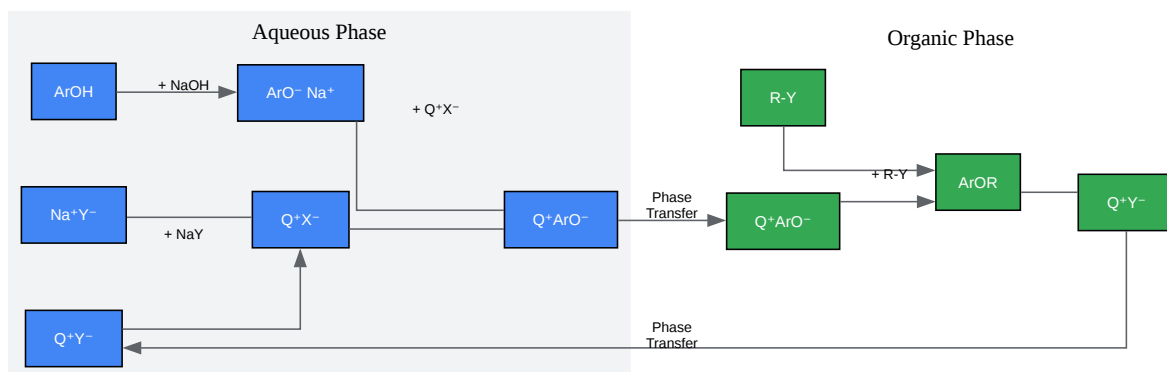 Aqueous Phase
Organic Phase
ArOH
+ NaOH
ArO⁻ Na⁺
+ Q⁺X⁻
R-Y
+ R-Y
ArOR
Na⁺Y⁻
+ NaY
Q⁺X⁻
Q⁺ArO⁻
Phase
Transfer
Q⁺ArO⁻
Q⁺Y⁻
Q⁺Y⁻
Phase
Transfer